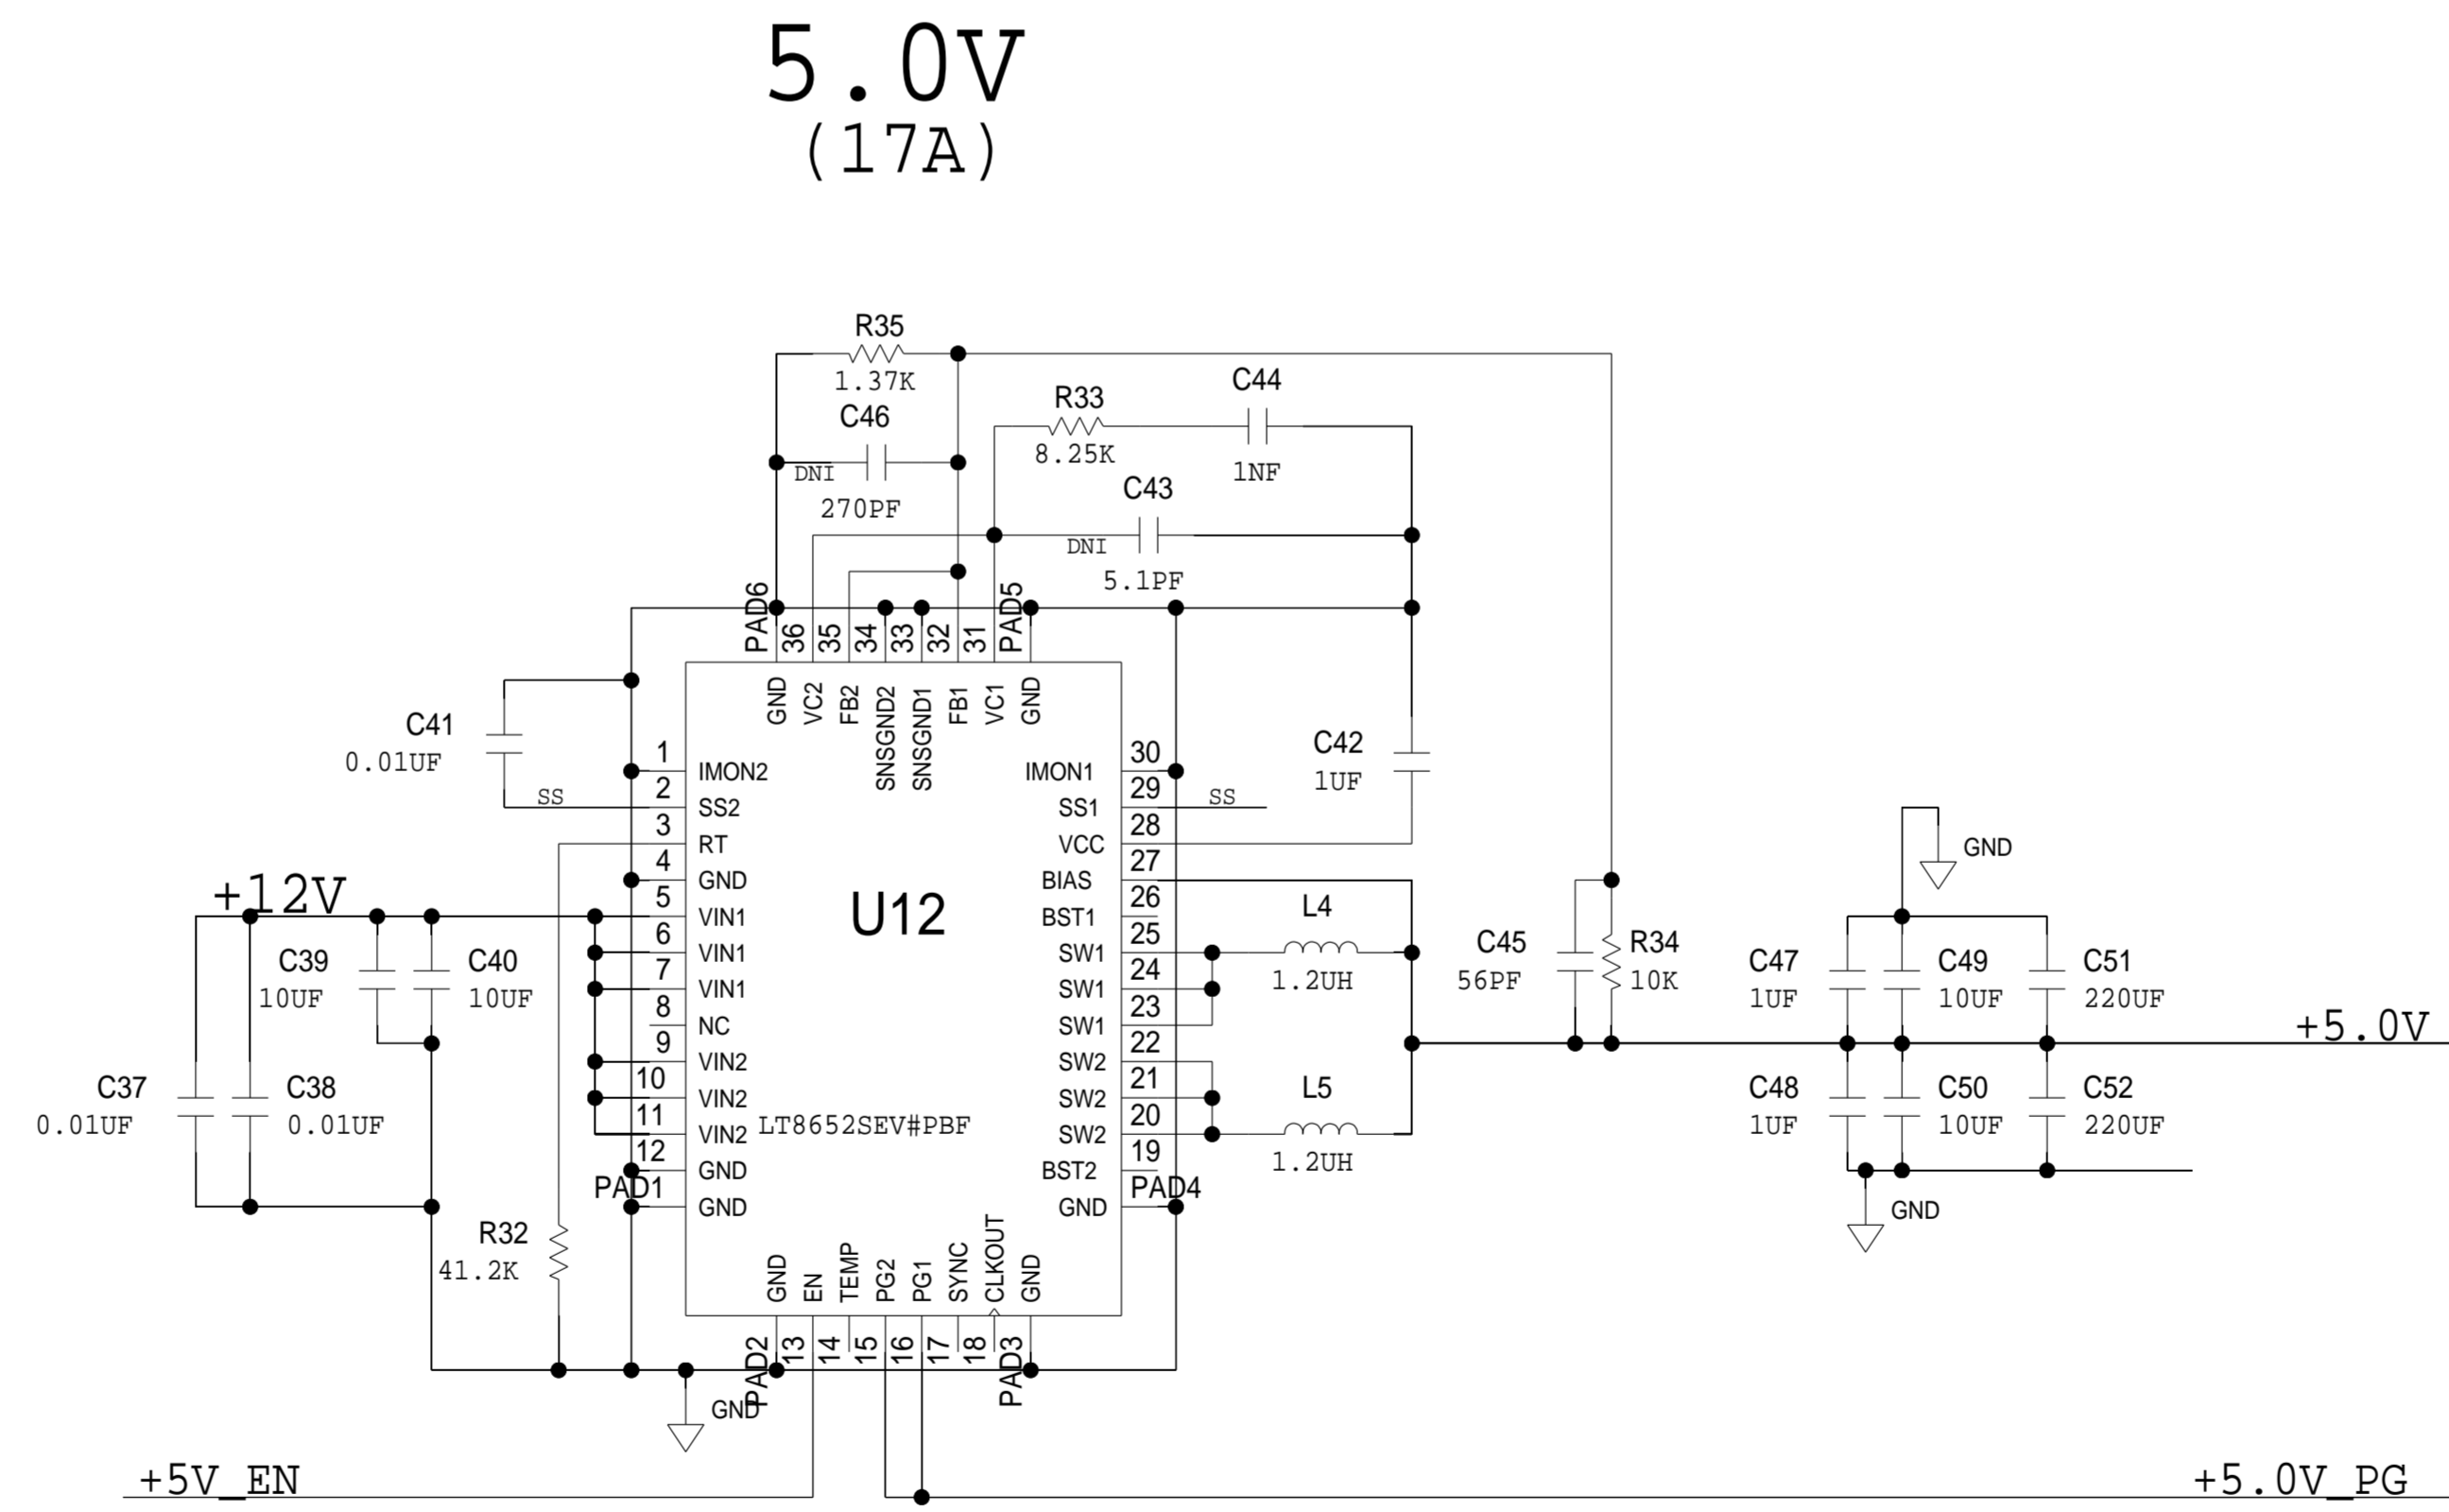 5.0V
(17A)
R35
1.37K
C46
DNI
270PF
R33
8.25K
C44
1NF
C43
DNI
5.1PF
PAD6
36
35
34
33
32
31
PAD5
GND
VC2
FB2
SNSGND2
SNSGND1
FB1
VC1
GND
C41
0.01UF
SS
1
IMON2
2
SS2
3
RT
4
GND
5
VIN1
6
VIN1
7
VIN1
8
NC
9
VIN2
10
VIN2
11
VIN2
12
GND
PAD1
GND
U12
LT8652SEV#PBF
30
IMON1
29
SS1
SS
28
VCC
27
BIAS
26
BST1
25
SW1
24
SW1
23
SW1
22
SW2
21
SW2
20
SW2
19
BST2
PAD4
GND
C42
1UF
+12V
C39
10UF
C40
10UF
C37
0.01UF
C38
0.01UF
R32
41.2K
L4
1.2UH
L5
1.2UH
C45
56PF
R34
10K
GND
C47
1UF
C49
10UF
C51
220UF
+5.0V
C48
1UF
C50
10UF
C52
220UF
GND
GND
EN
TEMP
PG2
PG1
SYNC
CLKOUT
GND
PAD2
13
14
15
16
17
18
PAD3
GND
+5V_EN
+5.0V_PG